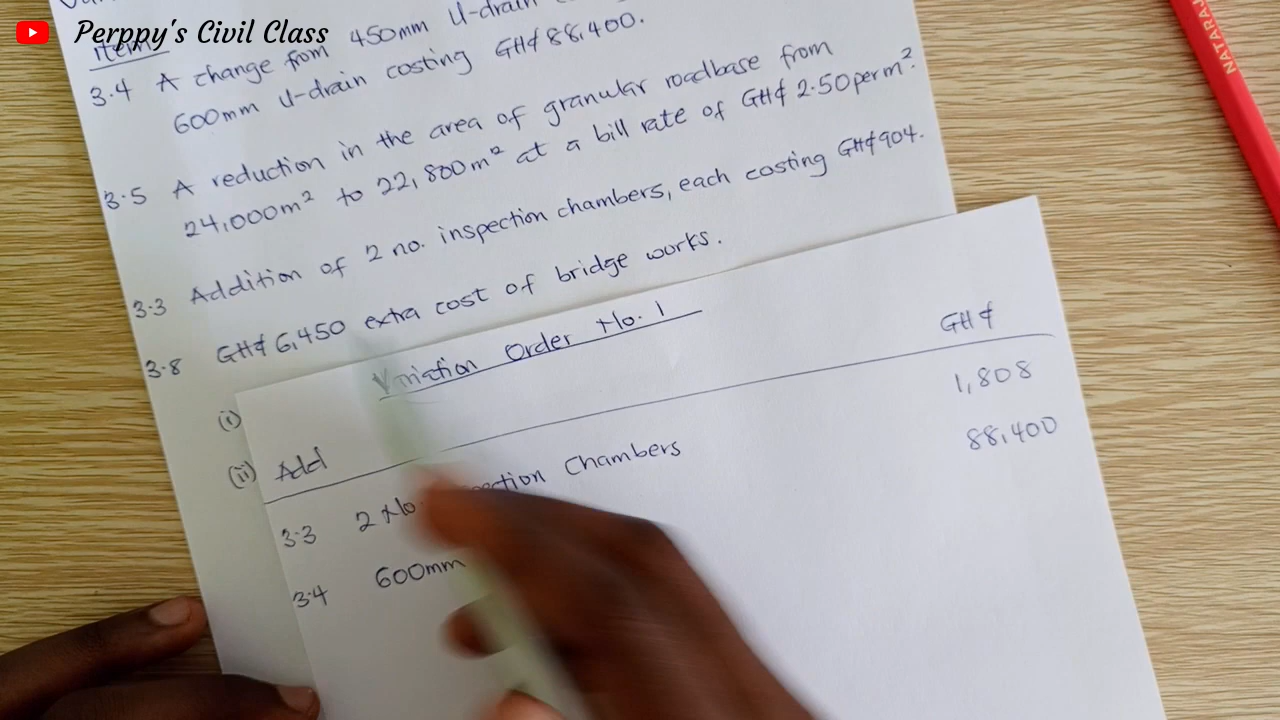 Perppy's Civil Class
Item
3.4 A change from 450mm U-drain
600mm U-drain costing GH¢88,400.
3.5 A reduction in the area of granular roadbase from
24,000m² to 22,800m² at a bill rate of GH¢ 2.50 per m².
3.3 Addition of 2 no. inspection chambers, each costing GH¢904.
3.8 GH¢6,450 extra cost of bridge works.
(i)
(ii)
Variation Order No. 1
Add GH¢
3.3 2 No. Chambers 1,808
3.4 600mm 88,400
NATARAJ